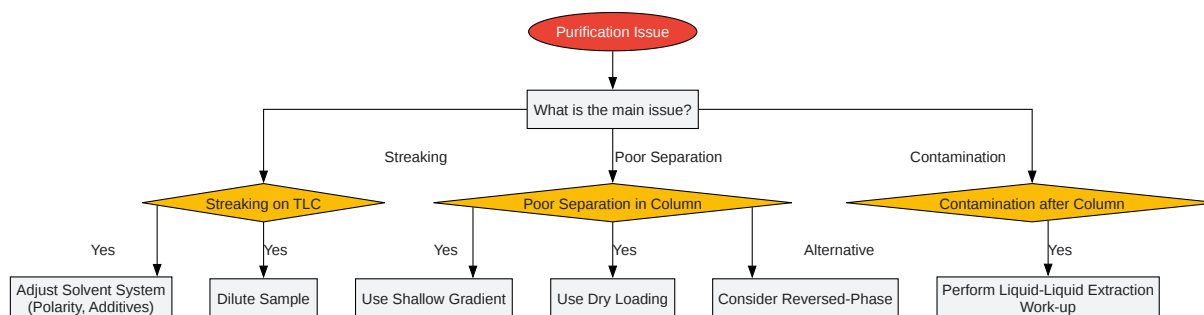 Purification Issue
What is the main issue?
Streaking
Poor Separation
Contamination
Streaking on TLC
Poor Separation in Column
Contamination after Column
Yes
Yes
Yes
Yes
Alternative
Yes
Adjust Solvent System
(Polarity, Additives)
Dilute Sample
Use Shallow Gradient
Use Dry Loading
Consider Reversed-Phase
Perform Liquid-Liquid Extraction
Work-up